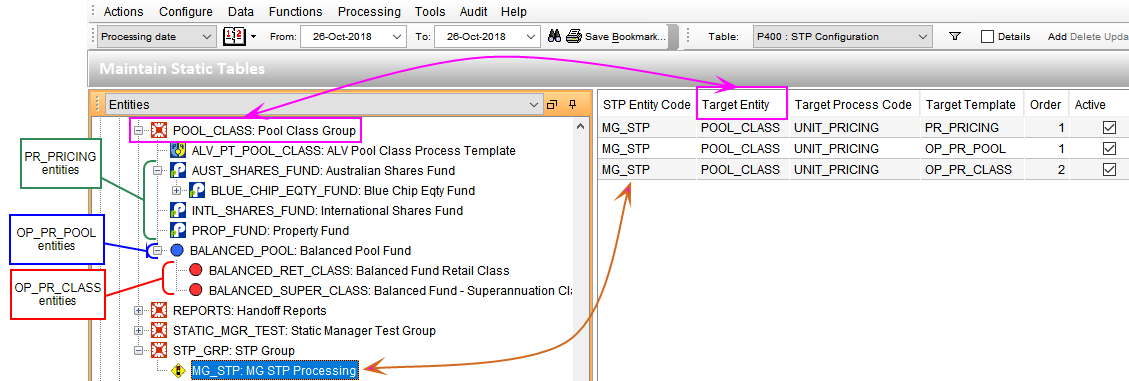 Actions Configure Data Functions Processing Tools Audit Help
Processing date From: 26-Oct-2018 To: 26-Oct-2018 Save Bookmark... Table: P400 : STP Configuration Details Add Delete Upda
Maintain Static Tables
Entities
POOL_CLASS: Pool Class Group
ALV_PT_POOL_CLASS: ALV Pool Class Process Template
AUST_SHARES_FUND: Australian Shares Fund
BLUE_CHIP_EQTY_FUND: Blue Chip Eqty Fund
INTL_SHARES_FUND: International Shares Fund
PROP_FUND: Property Fund
BALANCED_POOL: Balanced Pool Fund
BALANCED_RET_CLASS: Balanced Fund Retail Class
BALANCED_SUPER_CLASS: Balanced Fund - Superannuation Cl
REPORTS: Handoff Reports
STATIC_MGR_TEST: Static Manager Test Group
STP_GRP: STP Group
MG_STP: MG STP Processing
PR_PRICING
entities
OP_PR_POOL
entities
OP_PR_CLASS
entities
STP Entity Code Target Entity Target Process Code Target Template Order Active
MG_STP POOL_CLASS UNIT_PRICING PR_PRICING 1
MG_STP POOL_CLASS UNIT_PRICING OP_PR_POOL 1
MG_STP POOL_CLASS UNIT_PRICING OP_PR_CLASS 2